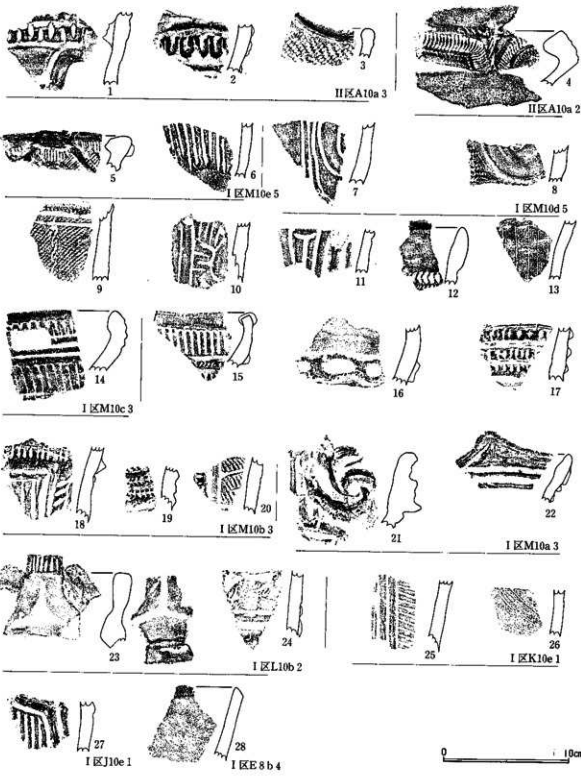 1 2 3 4
II区A10a 3 II区A10a 2
5 6 7 8
I区M10e 5 I区M10d 5
9 10 11 12 13
14 15 16 17
I区M10c 3
18 19 20 21 22
I区M10b 3 I区M10a 3
23 24 25 26
I区L10b 2 I区K10e 1
27 28
I区J10e 1 I区E 8 b 4
0 10cm